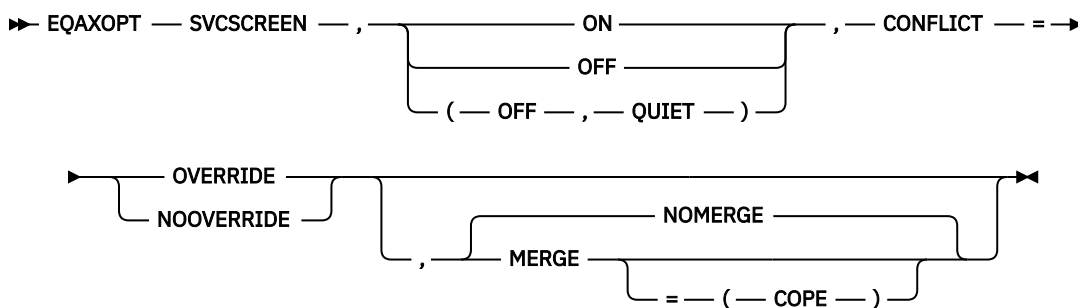 EQAXOPT SVCSCREEN , ON , CONFLICT =
OFF
( OFF , QUIET )
OVERRIDE
NOOVERRIDE
NOMERGE
, MERGE
= ( COPE )